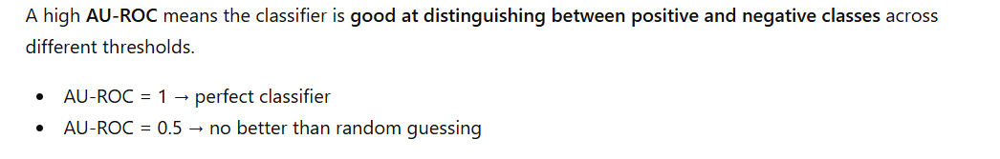 A high AU-ROC means the classifier is good at distinguishing between positive and negative classes across
different thresholds.
• AU-ROC = 1 → perfect classifier
• AU-ROC = 0.5 → no better than random guessing